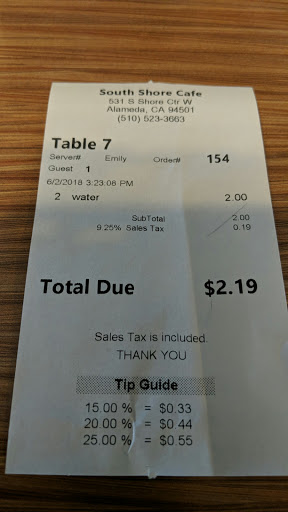 South Shore Cafe
531 S Shore Ctr W
Alameda, CA 94501
(510) 523-3663
Table 7
Server# Emily Order# 154
Guest 1
6/2/2018 3:23:08 PM
2 water 2.00
SubTotal 2.00
9.25% Sales Tax 0.19
Total Due $2.19
Sales Tax is included.
THANK YOU
Tip Guide
15.00 % = $0.33
20.00 % = $0.44
25.00 % = $0.55